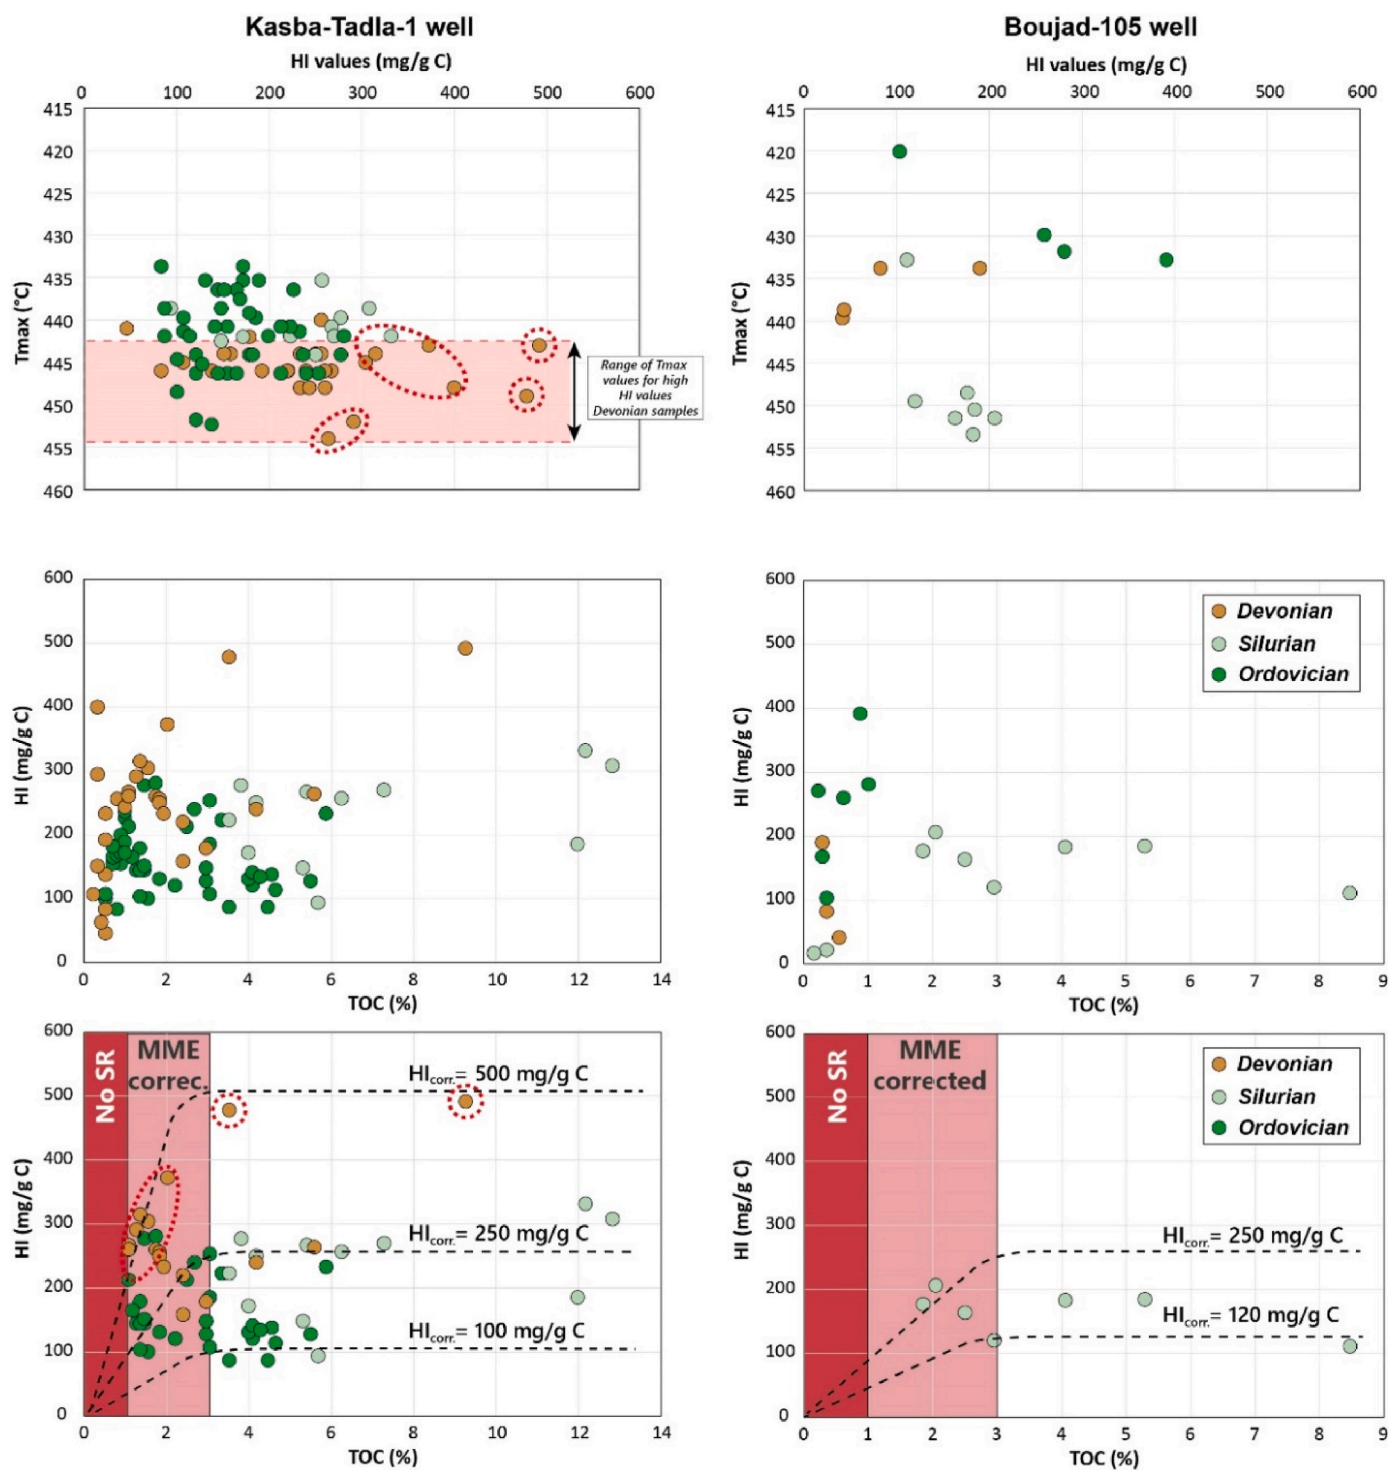 Kasba-Tadla-1 well
HI values (mg/g C)
0 100 200 300 400 500 600
415
420
425
430
435
440
445
450
455
460
Tmax (°C)
Range of Tmax
values for high
HI values
Devonian samples
Boujad-105 well
HI values (mg/g C)
0 100 200 300 400 500 600
415
420
425
430
435
440
445
450
455
460
Tmax (°C)
600
500
400
300
200
100
0
HI (mg/g C)
0 2 4 6 8 10 12 14
TOC (%)
600
500
400
300
200
100
0
HI (mg/g C)
Devonian
Silurian
Ordovician
0 1 2 3 4 5 6 7 8 9
TOC (%)
600
500
400
300
200
100
0
HI (mg/g C)
No SR
MME
correc.
HIcorr.= 500 mg/g C
HIcorr.= 250 mg/g C
HIcorr.= 100 mg/g C
0 2 4 6 8 10 12 14
TOC (%)
600
500
400
300
200
100
0
HI (mg/g C)
No SR
MME
corrected
Devonian
Silurian
Ordovician
HIcorr.= 250 mg/g C
HIcorr.= 120 mg/g C
0 1 2 3 4 5 6 7 8 9
TOC (%)